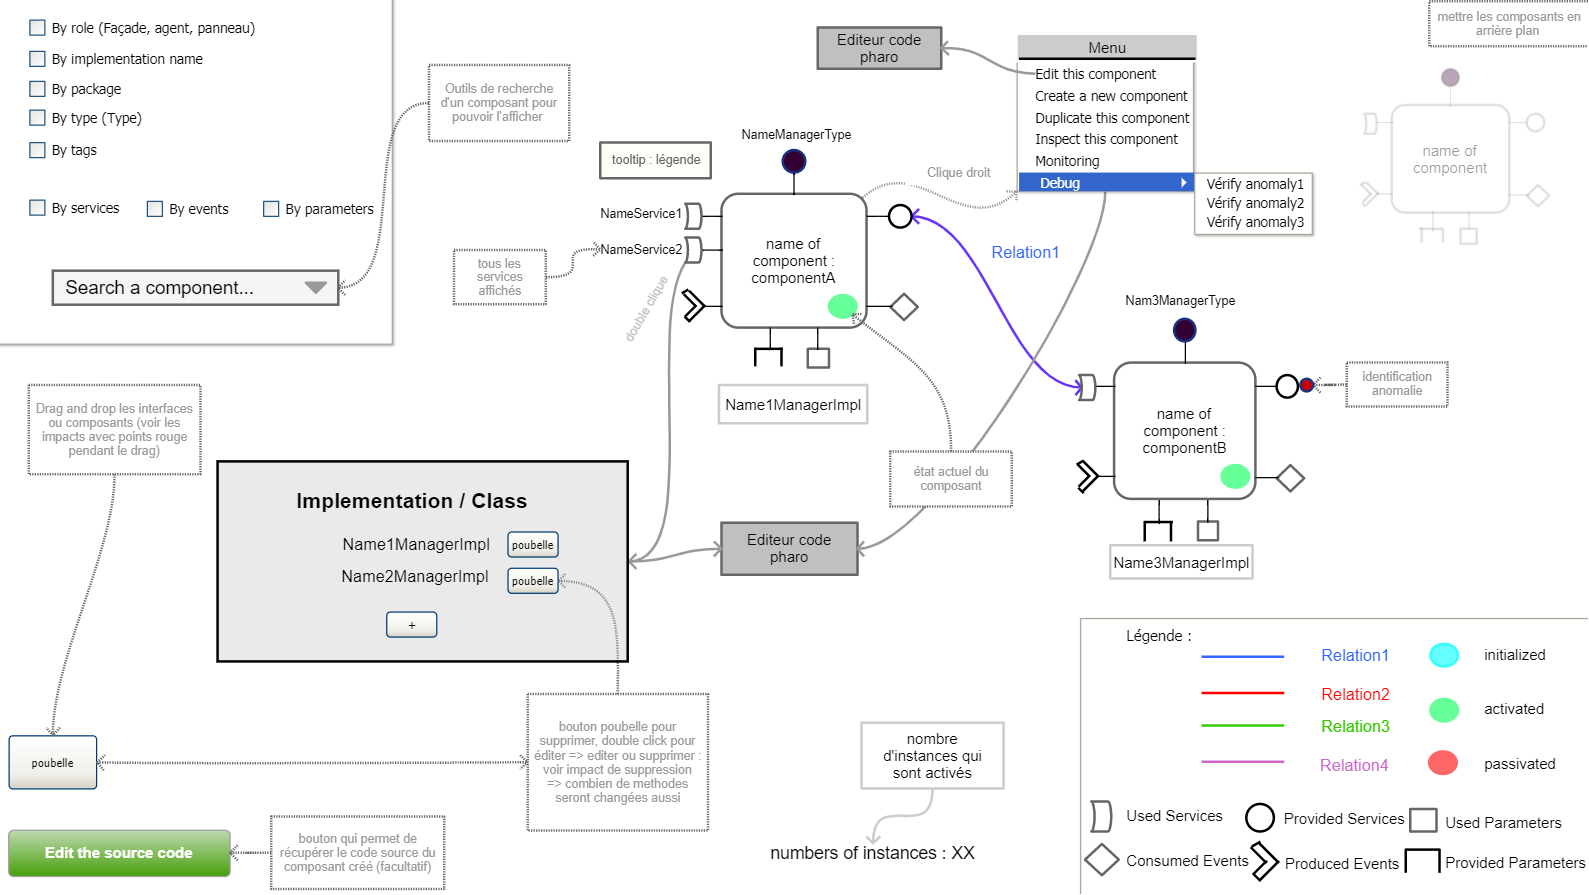 By role (Façade, agent, panneau)
By implementation name
By package
By type (Type)
By tags
By services
By events
By parameters
Search a component...
Outils de recherche
d'un composant pour
pouvoir l'afficher
tooltip : légende
NameManagerType
NameService1
NameService2
tous les
services
affichés
double clique
name of
component :
componentA
Name1ManagerImpl
Editeur code
pharo
Menu
Edit this component
Create a new component
Duplicate this component
Inspect this component
Monitoring
Debug
Vérify anomaly1
Vérify anomaly2
Vérify anomaly3
Clique droit
Relation1
mettre les composants en
arrière plan
name of
component
Nam3ManagerType
name of
component :
componentB
Name3ManagerImpl
identification
anomalie
état actuel du
composant
Editeur code
pharo
Drag and drop les interfaces
ou composants (voir les
impacts avec points rouge
pendant le drag)
Implementation / Class
Name1ManagerImpl
poubelle
Name2ManagerImpl
poubelle
+
poubelle
bouton poubelle pour
supprimer, double click pour
éditer => editer ou supprimer :
voir impact de suppression
=> combien de methodes
seront changées aussi
Edit the source code
bouton qui permet de
récupérer le code source du
composant créé (facultatif)
nombre
d'instances qui
sont activés
numbers of instances : XX
Légende :
Relation1
initialized
Relation2
Relation3
activated
Relation4
passivated
Used Services
Provided Services
Used Parameters
Consumed Events
Produced Events
Provided Parameters